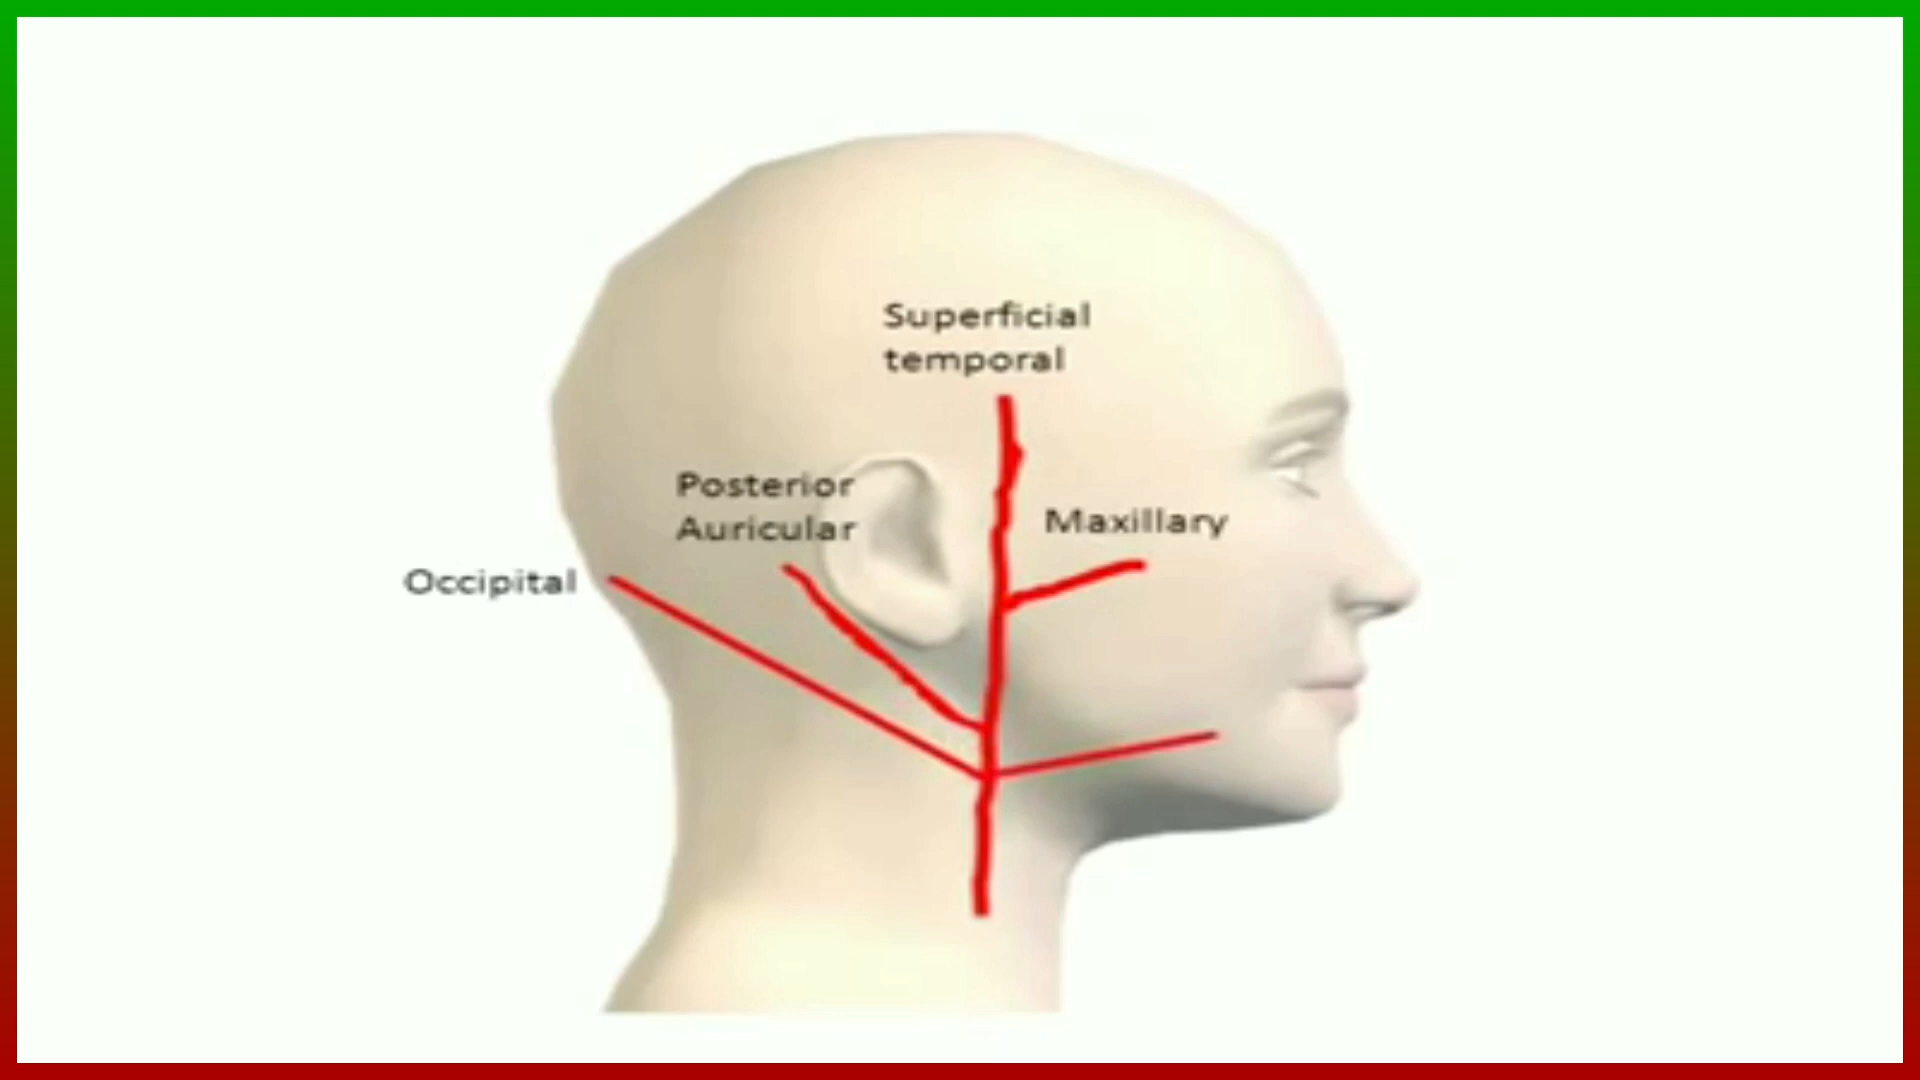 Superficial
temporal
Posterior
Auricular
Maxillary
Occipital